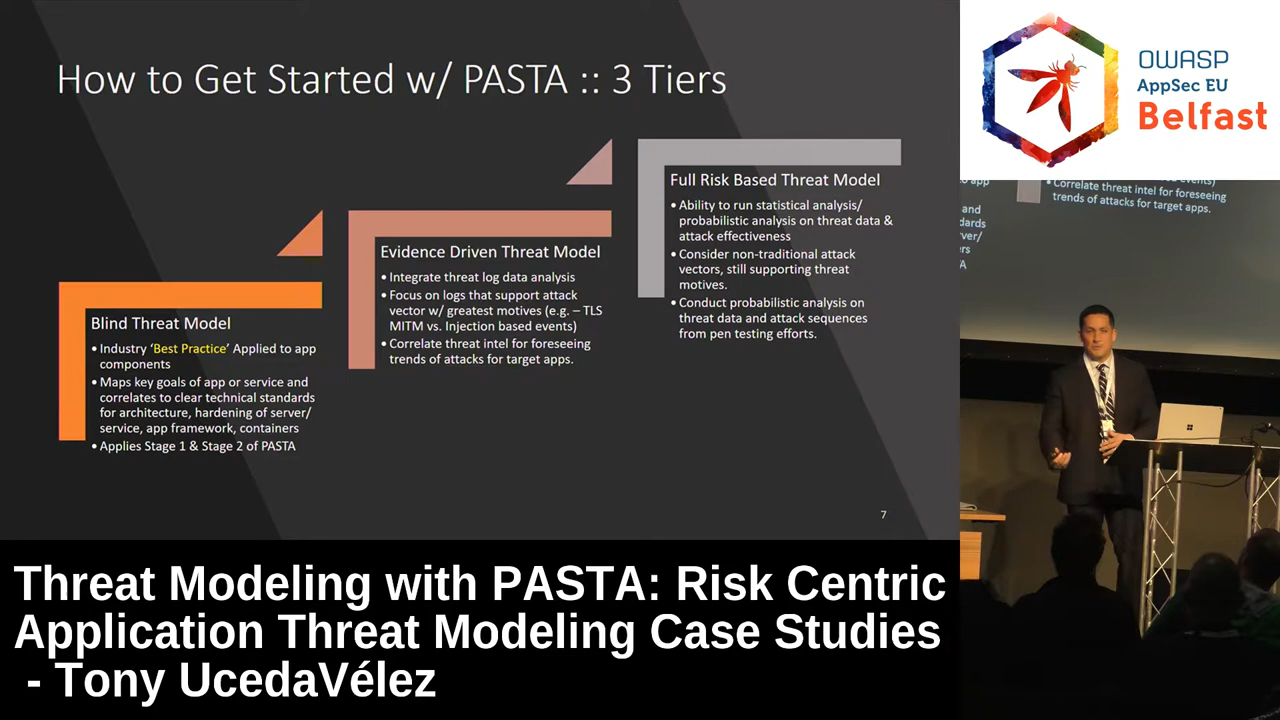 How to Get Started w/ PASTA :: 3 Tiers
Blind Threat Model
• Industry ‘Best Practice’ Applied to app
components
• Maps key goals of app or service and
correlates to clear technical standards
for architecture, hardening of server/
service, app framework, containers
• Applies Stage 1 & Stage 2 of PASTA
Evidence Driven Threat Model
• Integrate threat log data analysis
• Focus on logs that support attack
vector w/ greatest motives (e.g. – TLS
MITM vs. Injection based events)
• Correlate threat intel for foreseeing
trends of attacks for target apps.
Full Risk Based Threat Model
• Ability to run statistical analysis/
probabilistic analysis on threat data &
attack effectiveness
• Consider non-traditional attack
vectors, still supporting threat
motives.
• Conduct probabilistic analysis on
threat data and attack sequences
from pen testing efforts.
7
OWASP
AppSec EU
Belfast
to app
and
dards
ver/
rs
A
events)
• Correlate threat intel for foreseeing
trends of attacks for target apps.
Threat Modeling with PASTA: Risk Centric
Application Threat Modeling Case Studies
- Tony UcedaVélez